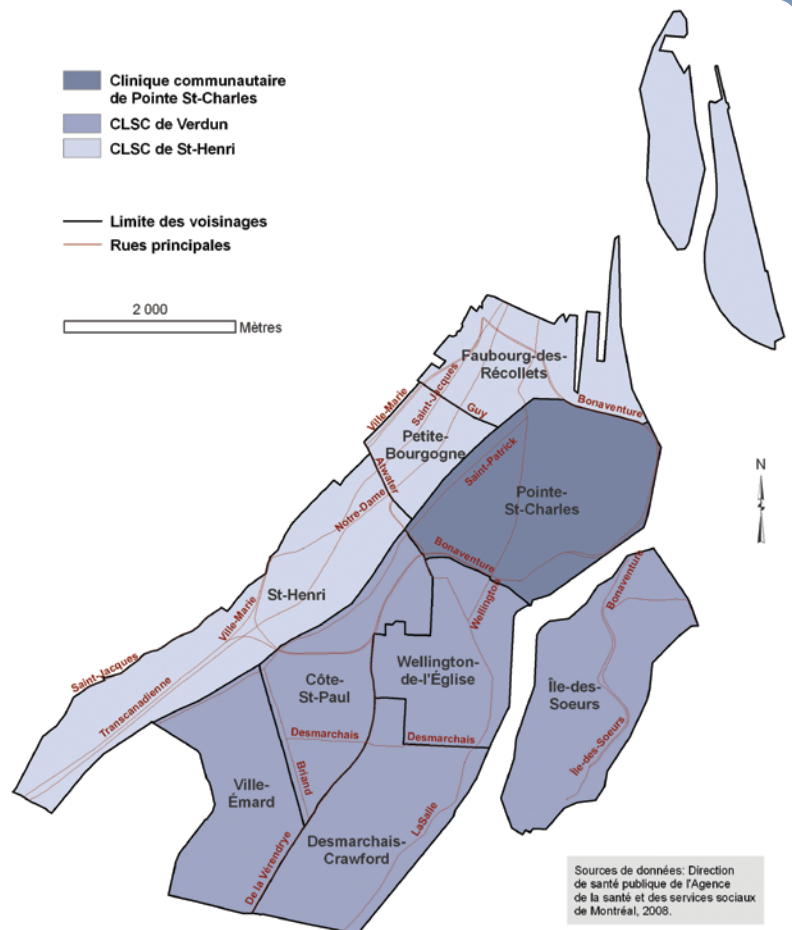 Clinique communautaire
de Pointe St-Charles
CLSC de Verdun
CLSC de St-Henri
Limite des voisinages
Rues principales
2 000
Mètres
Faubourg-des-
Récollets
Ville-Marie
Saint-Jacques
Guy
Bonaventure
Petite-
Bourgogne
Atwater
Saint-Patrick
Notre-Dame
Pointe-
St-Charles
N
Bonaventure
Wellington
Bonaventure
St-Henri
Ville-Marie
Saint-Jacques
Transcanadienne
Côte-
St-Paul
Wellington-
de-l'Église
Île-des-
Soeurs
Desmarchais
Desmarchais
Île-des-Soeurs
Briand
Ville-
Émard
LaSalle
Desmarchais-
Crawford
De la Vérendrye
Sources de données: Direction
de santé publique de l'Agence
de la santé et des services sociaux
de Montréal, 2008.